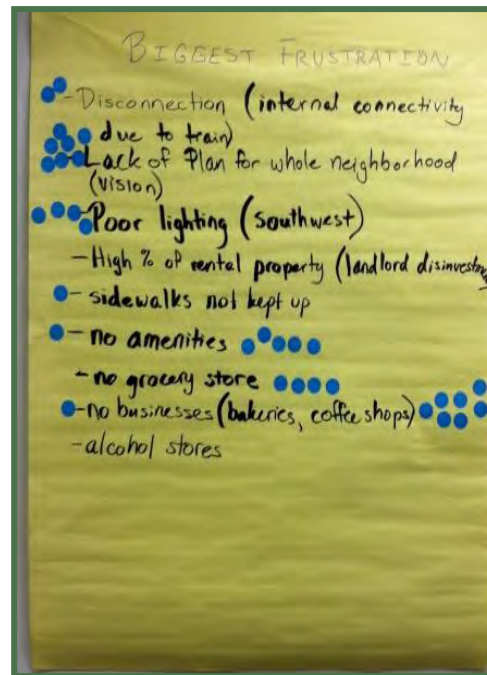 BIGGEST FRUSTRATION
- Disconnection (internal connectivity
due to train)
- Lack of Plan for whole neighborhood
(vision)
- Poor lighting (southwest)
- High % of rental property (landlord disinvestm
- sidewalks not kept up
- no amenities
- no grocery store
- no businesses (bakeries, coffee shops)
- alcohol stores